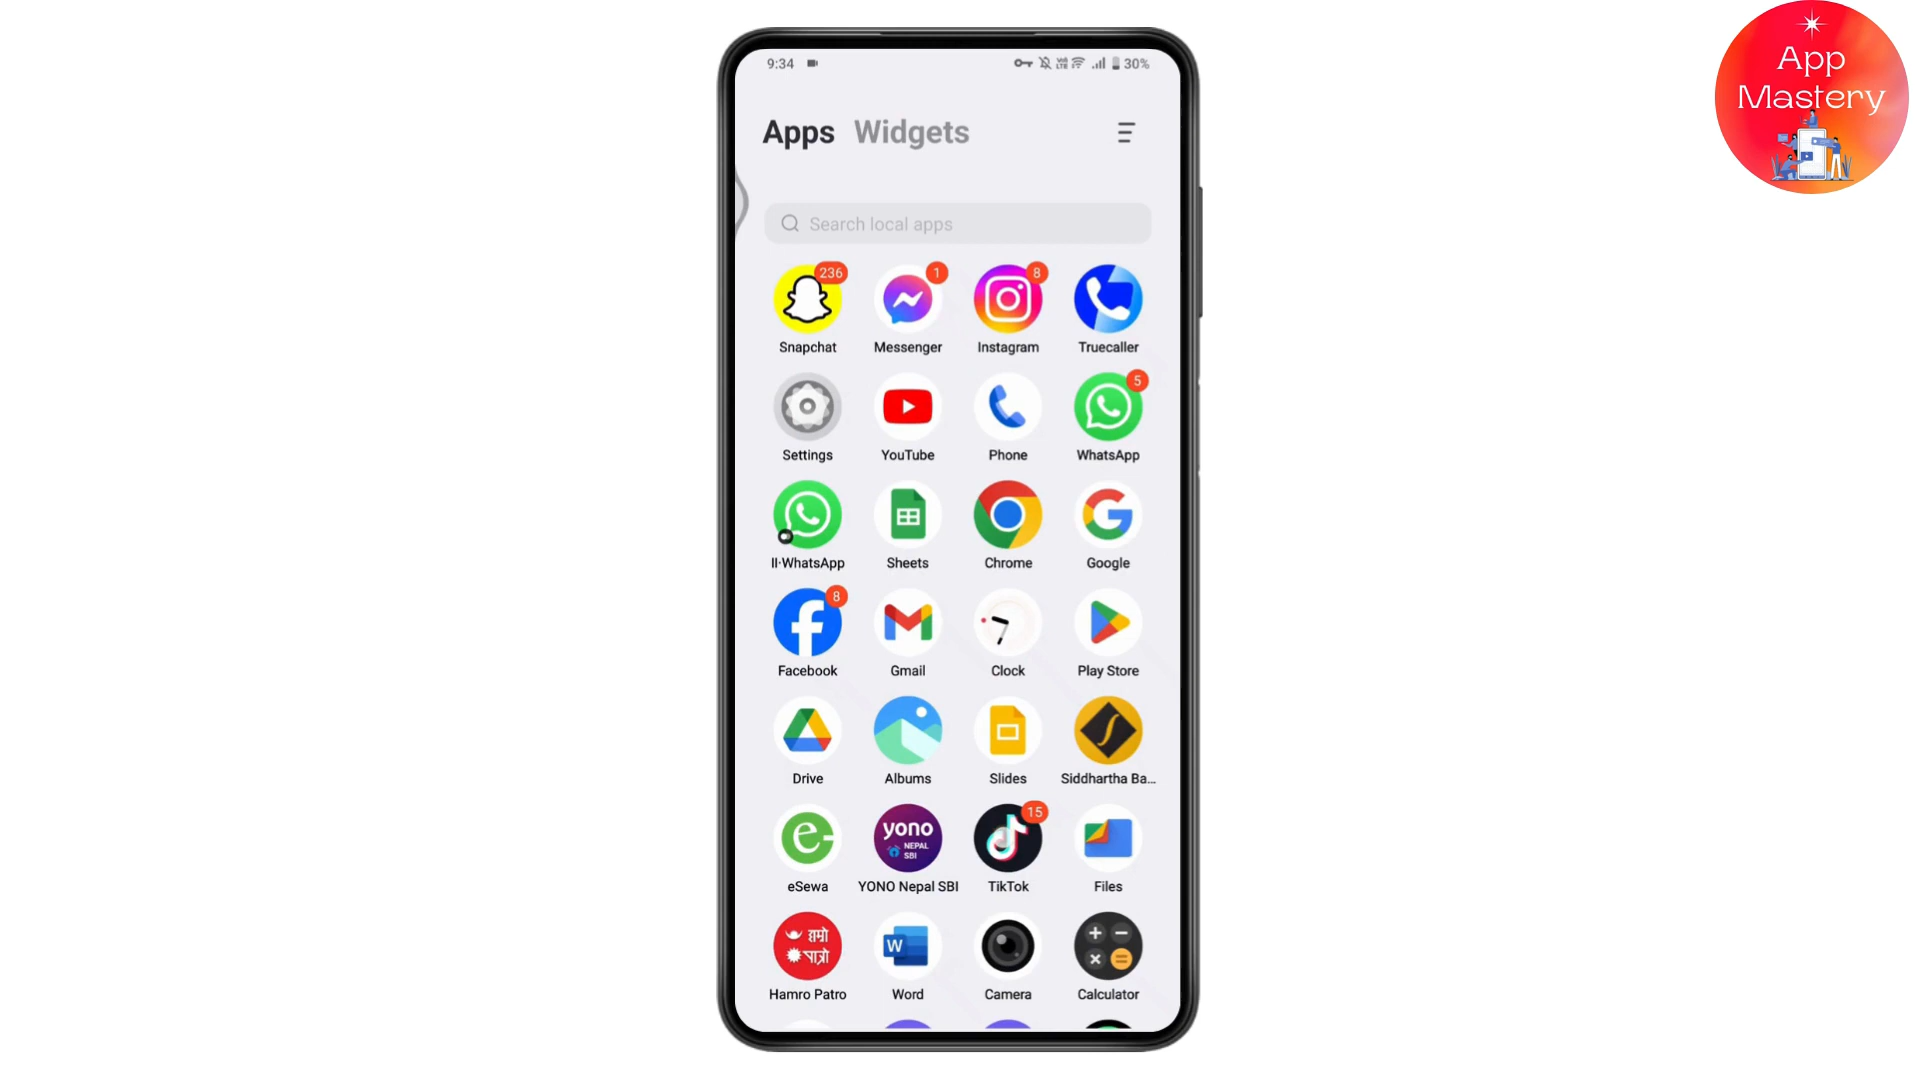 9:34
30%
App
Mastery
Apps Widgets
Search local apps
236 1 8
Snapchat Messenger Instagram Truecaller
5
Settings YouTube Phone WhatsApp
II·WhatsApp Sheets Chrome Google
8
Facebook Gmail Clock Play Store
Drive Albums Slides Siddhartha Ba...
yono
NEPAL
SBI
15
eSewa YONO Nepal SBI TikTok Files
हाम्रो
पात्रो
W
Hamro Patro Word Camera Calculator